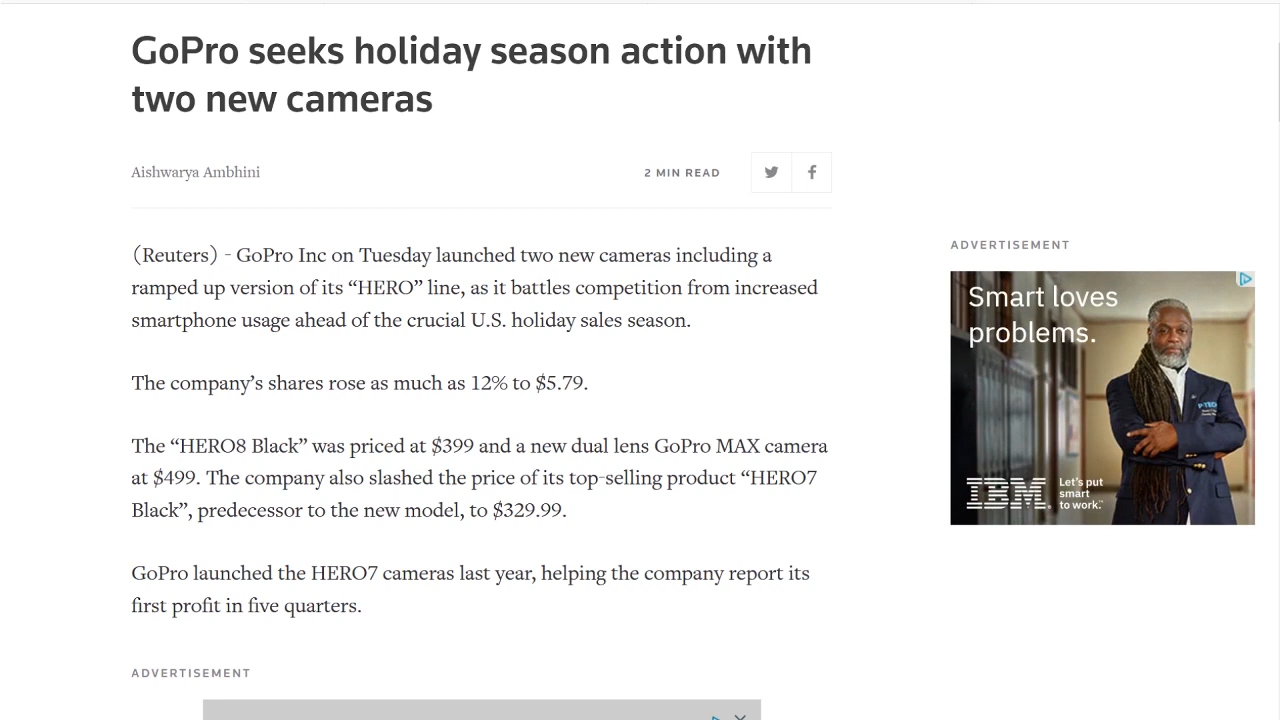 GoPro seeks holiday season action with
two new cameras
Aishwarya Ambhini
2 MIN READ
(Reuters) - GoPro Inc on Tuesday launched two new cameras including a
ramped up version of its “HERO” line, as it battles competition from increased
smartphone usage ahead of the crucial U.S. holiday sales season.
The company’s shares rose as much as 12% to $5.79.
The “HERO8 Black” was priced at $399 and a new dual lens GoPro MAX camera
at $499. The company also slashed the price of its top-selling product “HERO7
Black”, predecessor to the new model, to $329.99.
GoPro launched the HERO7 cameras last year, helping the company report its
first profit in five quarters.
ADVERTISEMENT
ADVERTISEMENT
Smart loves
problems.
P-TECH
IBM.
Let’s put
smart
to work.™